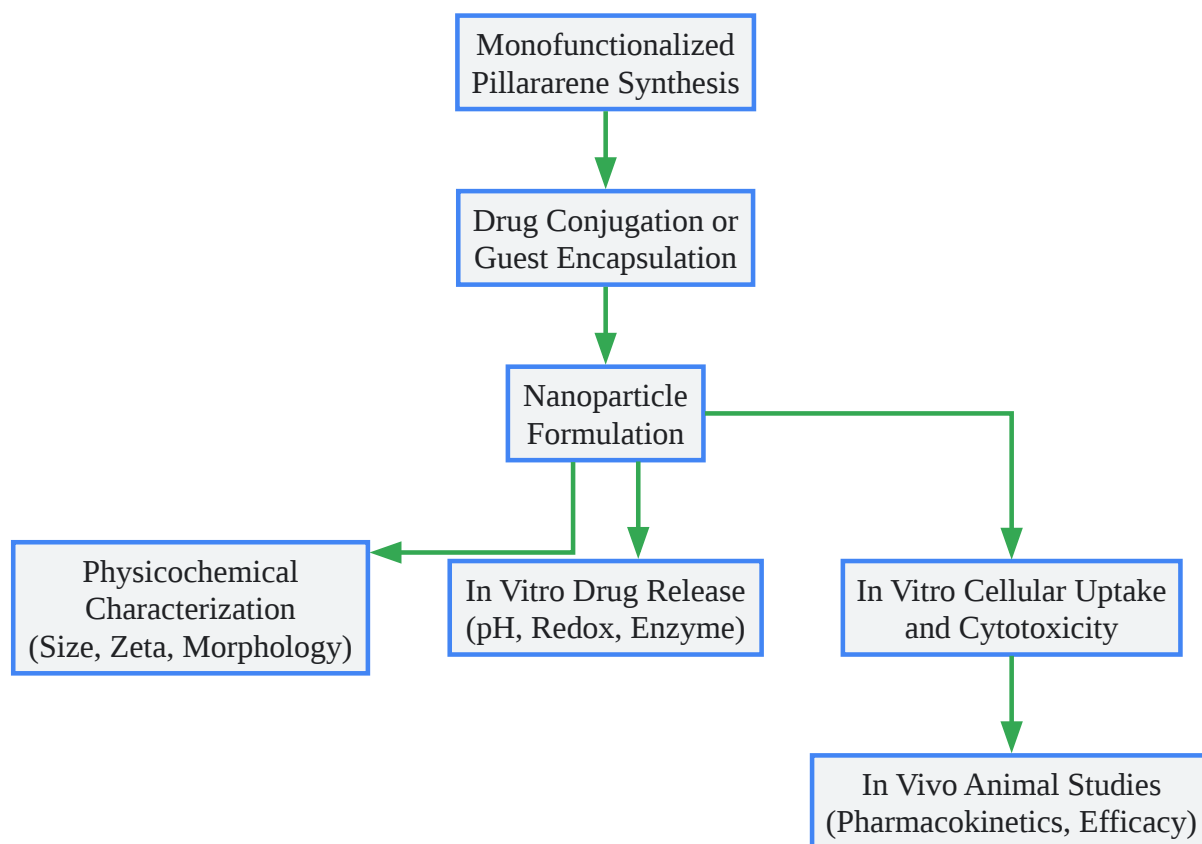 Monofunctionalized
Pillararene Synthesis
Drug Conjugation or
Guest Encapsulation
Nanoparticle
Formulation
Physicochemical
Characterization
(Size, Zeta, Morphology)
In Vitro Drug Release
(pH, Redox, Enzyme)
In Vitro Cellular Uptake
and Cytotoxicity
In Vivo Animal Studies
(Pharmacokinetics, Efficacy)